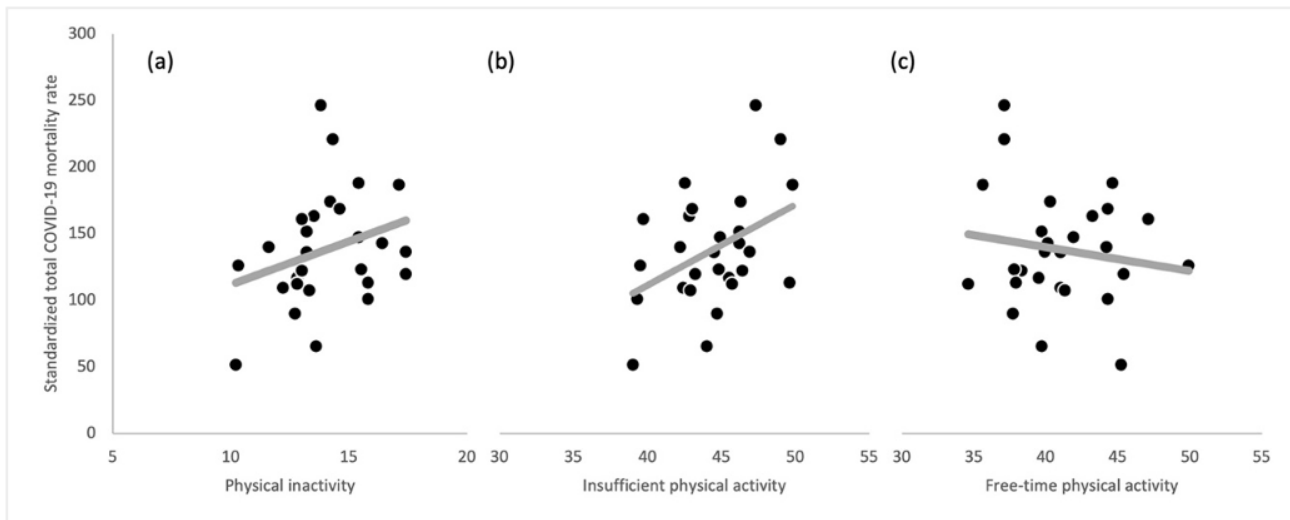 300
250
200
150
100
50
0
Standardized total COVID-19 mortality rate
(a)
5 10 15 20
Physical inactivity
(b)
30 35 40 45 50 55
Insufficient physical activity
(c)
30 35 40 45 50 55
Free-time physical activity